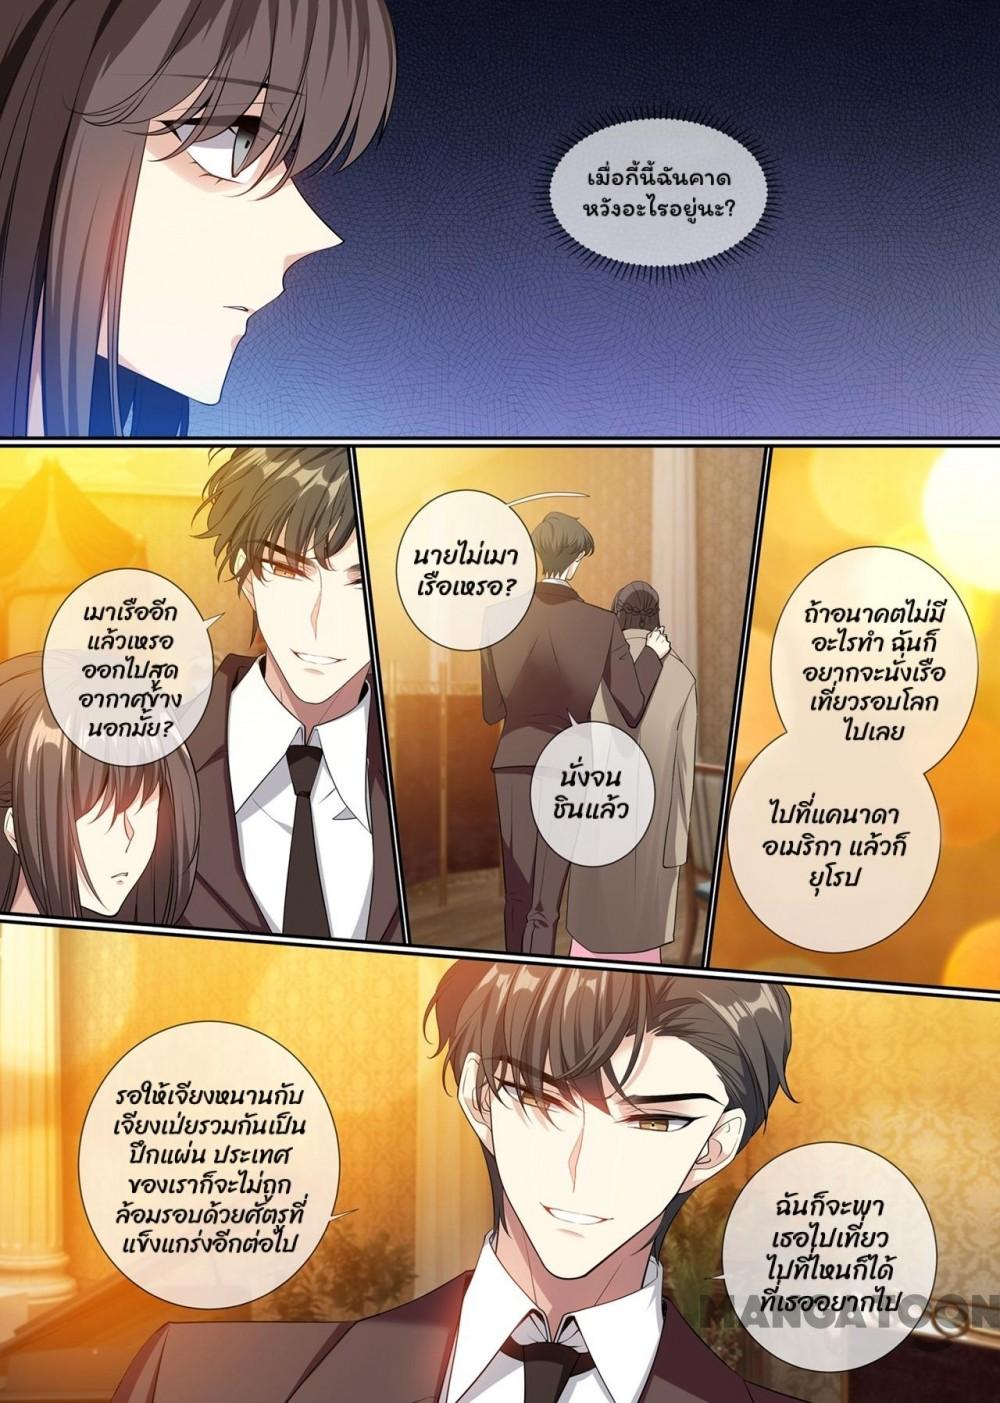 เมื่อกี้นี้ฉันคาด
หวังอะไรอยู่นะ?
เมาเรืออีก
แล้วเหรอ
ออกไปสูด
อากาศข้าง
นอกมั้ย?
นายไม่เมา
เรือเหรอ?
นั่งจน
ชินแล้ว
ถ้าอนาคตไม่มี
อะไรทำ ฉันก็
อยากจะนั่งเรือ
เที่ยวรอบโลก
ไปเลย
ไปที่แคนาดา
อเมริกา แล้วก็
ยุโรป
รอให้เจียงหนานกับ
เจียงเป่ยรวมกันเป็น
ปึกแผ่น ประเทศ
ของเราก็จะไม่ถูก
ล้อมรอบด้วยศัตรูที่
แข็งแกร่งอีกต่อไป
ฉันก็จะพา
เธอไปเที่ยว
ไปที่ไหนก็ได้
ที่เธออยากไป
MANGATOON